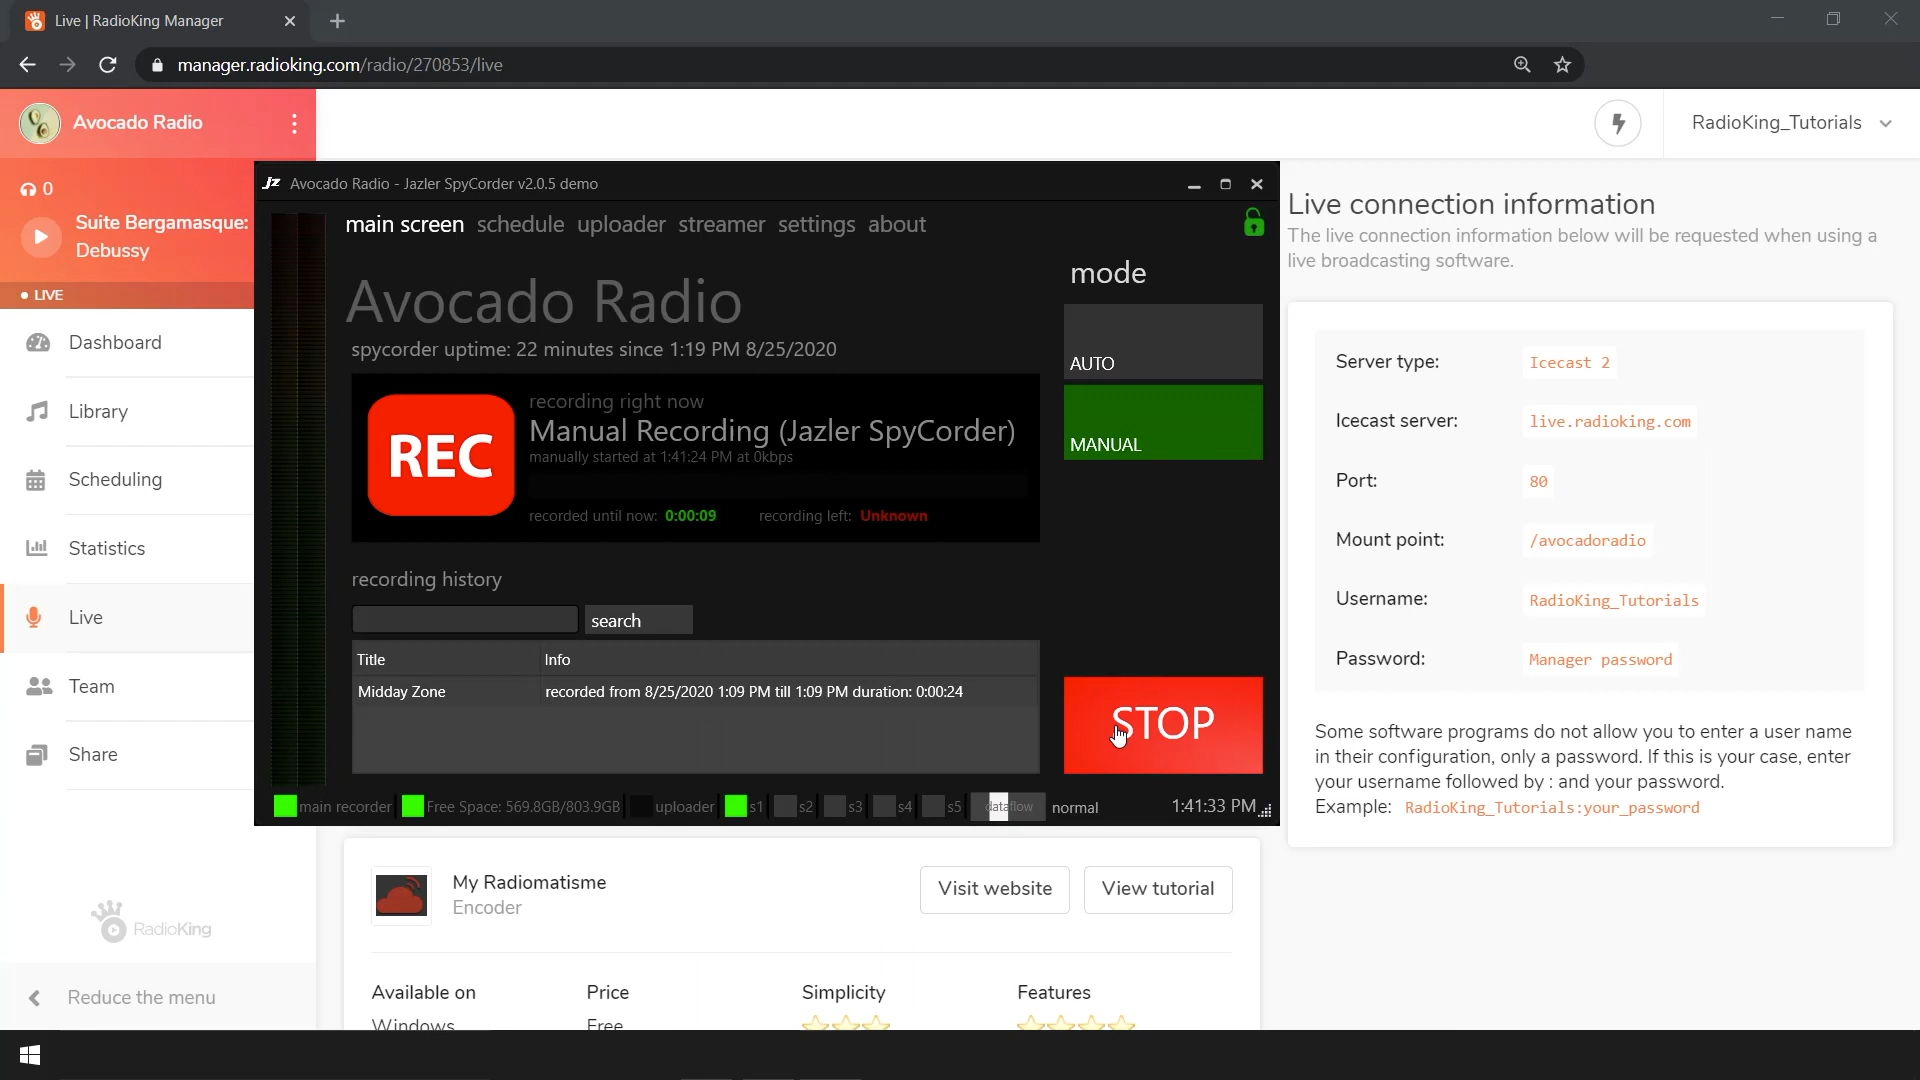 Live | RadioKing Manager
manager.radioking.com/radio/270853/live
Avocado Radio
RadioKing_Tutorials
0
Suite Bergamasque:
Debussy
LIVE
Dashboard
Library
Scheduling
Statistics
Live
Team
Share
RadioKing
Reduce the menu
Jz Avocado Radio - Jazler SpyCorder v2.0.5 demo
main screen schedule uploader streamer settings about
Avocado Radio
spycorder uptime: 22 minutes since 1:19 PM 8/25/2020
mode
AUTO
MANUAL
REC
recording right now
Manual Recording (Jazler SpyCorder)
manually started at 1:41:24 PM at 0kbps
recorded until now: 0:00:09 recording left: Unknown
recording history
search
Title Info
Midday Zone recorded from 8/25/2020 1:09 PM till 1:09 PM duration: 0:00:24
STOP
main recorder Free Space: 569.8GB/803.9GB uploader s1 s2 s3 s4 s5 dataflow normal 1:41:33 PM
Live connection information
The live connection information below will be requested when using a
live broadcasting software.
Server type: Icecast 2
Icecast server: live.radioking.com
Port: 80
Mount point: /avocadoradio
Username: RadioKing_Tutorials
Password: Manager password
Some software programs do not allow you to enter a user name
in their configuration, only a password. If this is your case, enter
your username followed by : and your password.
Example: RadioKing_Tutorials:your_password
My Radiomatisme
Encoder
Visit website
View tutorial
Available on Price Simplicity Features
Windows Free